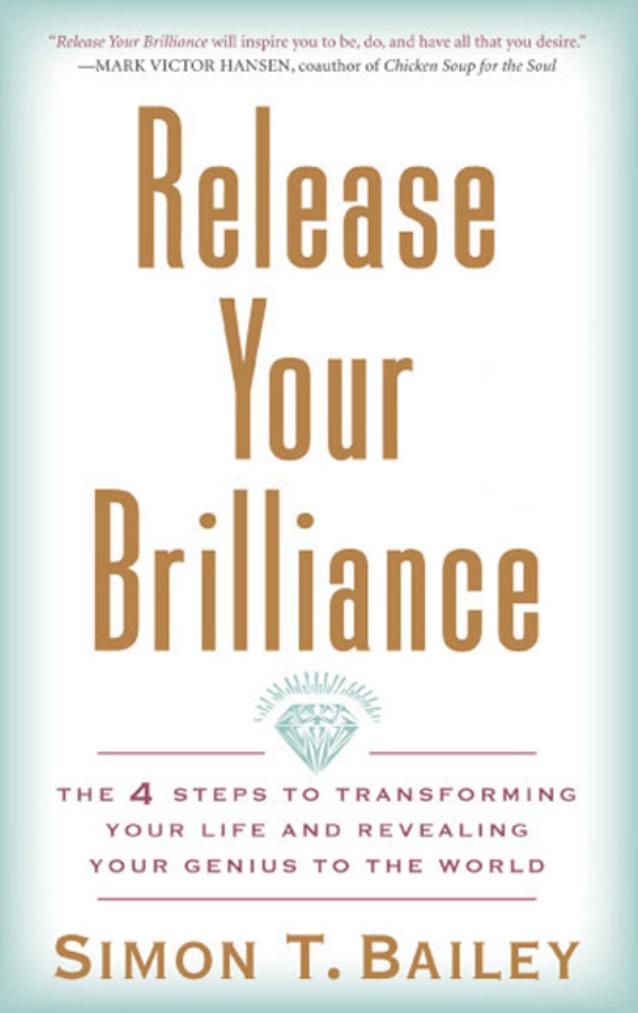 “Release Your Brilliance will inspire you to be, do, and have all that you desire.”
—MARK VICTOR HANSEN, coauthor of Chicken Soup for the Soul
Release
Your
Brilliance
THE 4 STEPS TO TRANSFORMING
YOUR LIFE AND REVEALING
YOUR GENIUS TO THE WORLD
SIMON T. BAILEY